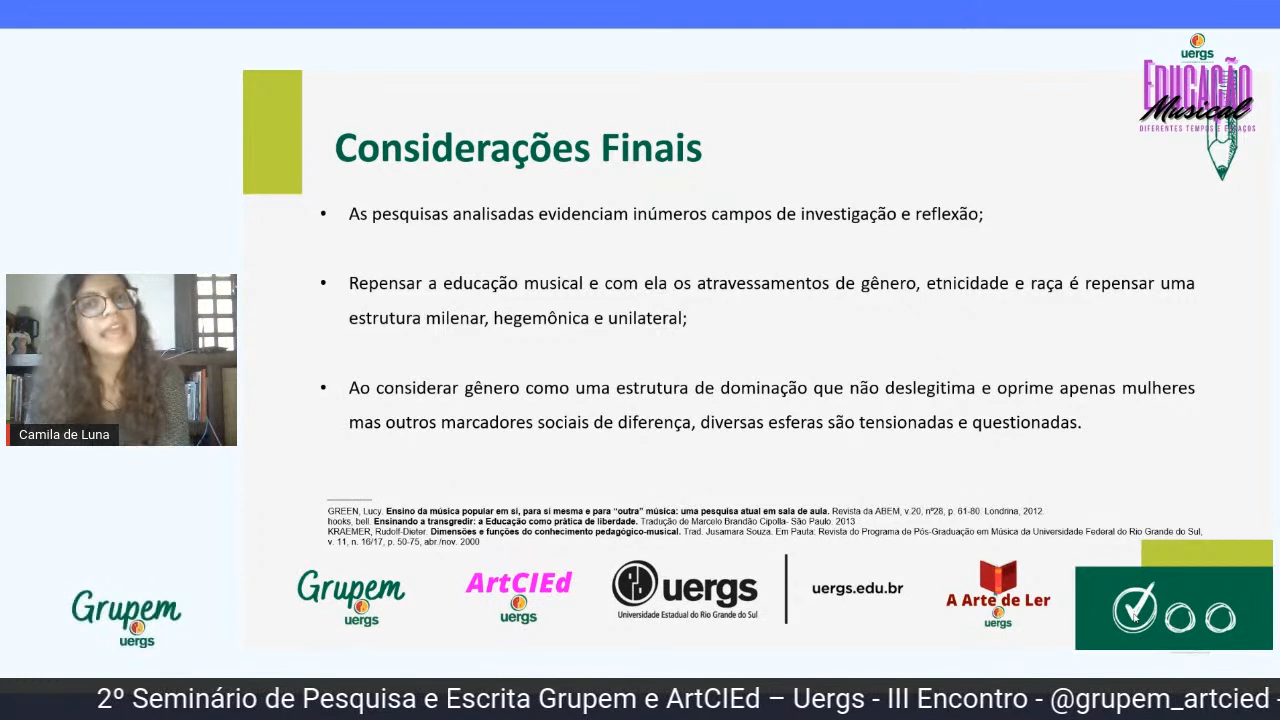 uergs
EDUCAÇÃO
Musical
DIFERENTES TEMPOS E ESPAÇOS
Considerações Finais
• As pesquisas analisadas evidenciam inúmeros campos de investigação e reflexão;
• Repensar a educação musical e com ela os atravessamentos de gênero, etnicidade e raça é repensar uma
estrutura milenar, hegemônica e unilateral;
• Ao considerar gênero como uma estrutura de dominação que não deslegitima e oprime apenas mulheres
mas outros marcadores sociais de diferença, diversas esferas são tensionadas e questionadas.
Camila de Luna
GREEN, Lucy. Ensino da música popular em si, para si mesma e para “outra” música: uma pesquisa atual em sala de aula. Revista da ABEM, v.20, nº28, p. 61-80. Londrina, 2012.
hooks, bell. Ensinando a transgredir: a Educação como prática de liberdade. Tradução de Marcelo Brandão Cipolla- São Paulo. 2013
KRAEMER, Rudolf-Dieter. Dimensões e funções do conhecimento pedagógico-musical. Trad. Jusamara Souza. Em Pauta: Revista do Programa de Pós-Graduação em Música da Universidade Federal do Rio Grande do Sul,
v. 11, n. 16/17, p. 50-75, abr./nov. 2000
Grupem
uergs
Grupem
uergs
ArtCIEd
uergs
uergs
Universidade Estadual do Rio Grande do Sul
uergs.edu.br
A Arte de Ler
uergs
2º Seminário de Pesquisa e Escrita Grupem e ArtCIEd – Uergs - III Encontro - @grupem_artcied -